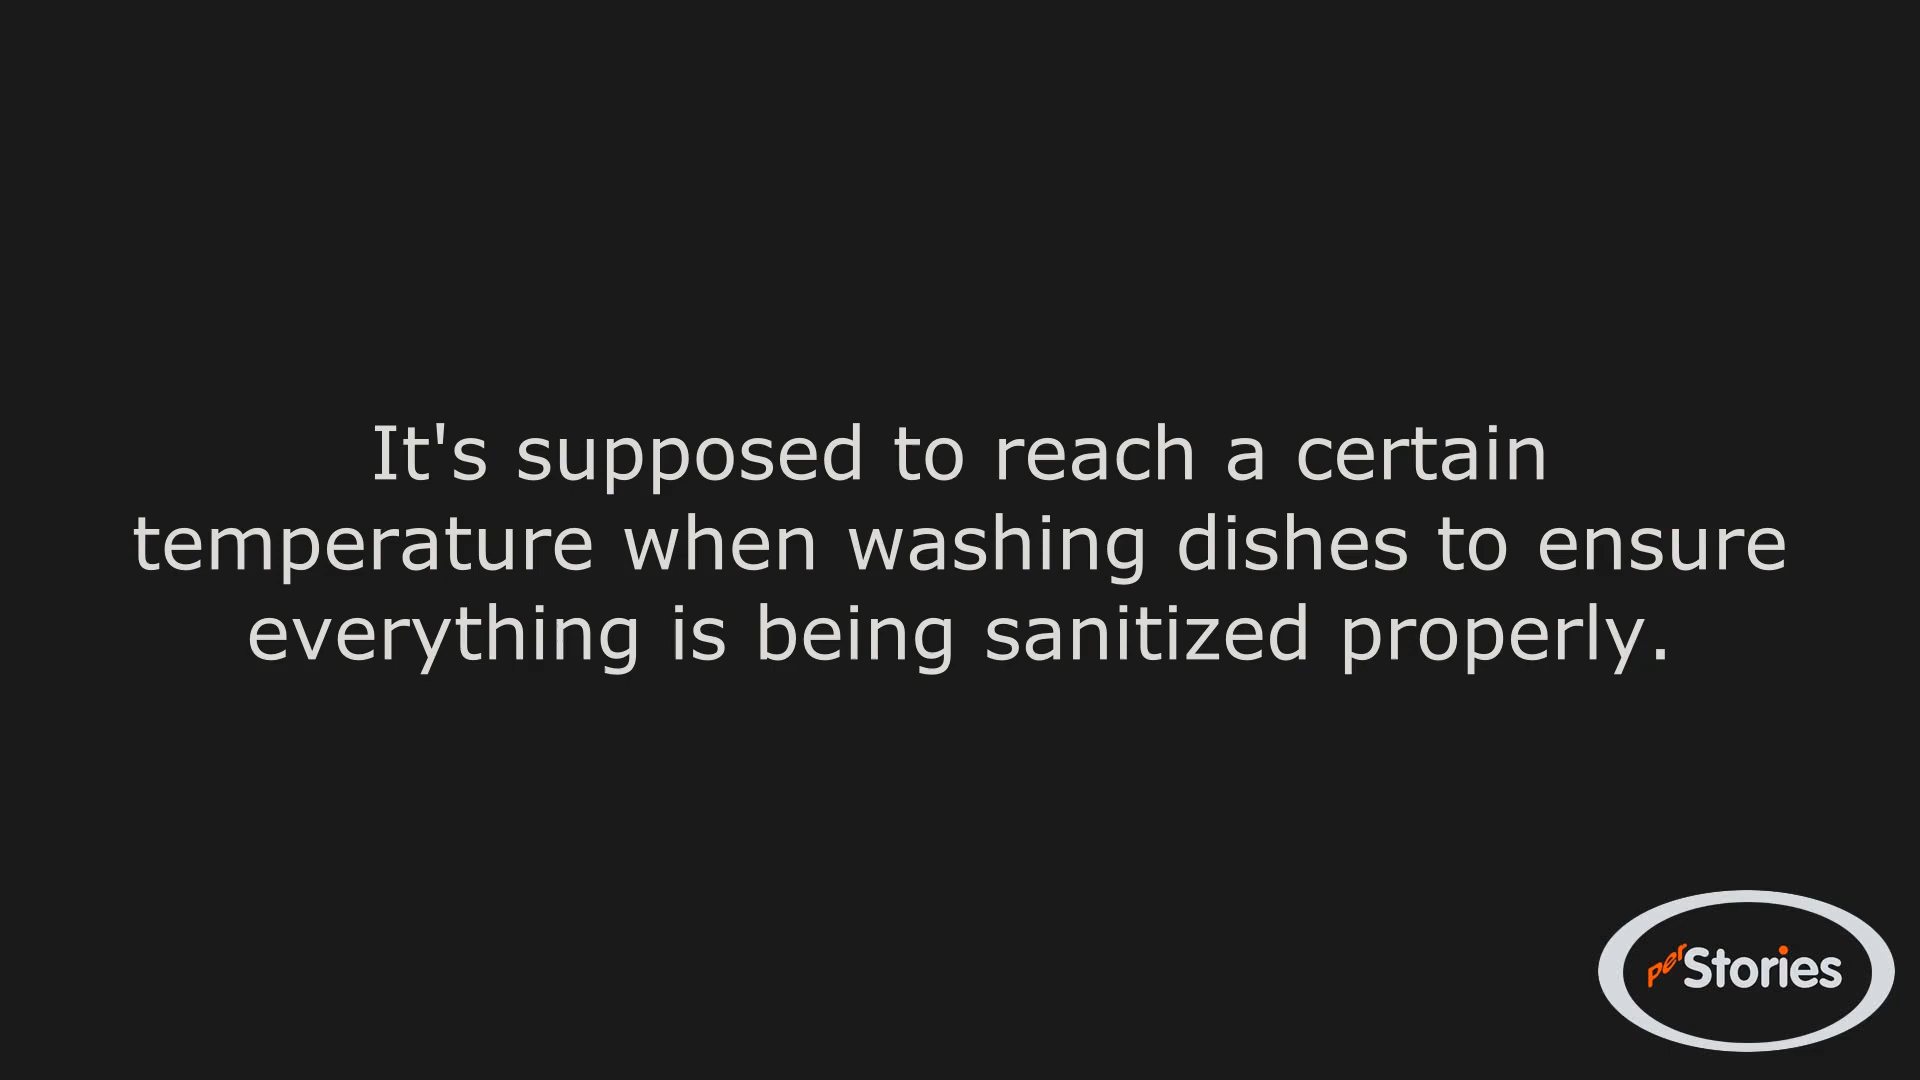 It's supposed to reach a certain
temperature when washing dishes to ensure
everything is being sanitized properly.
perStories